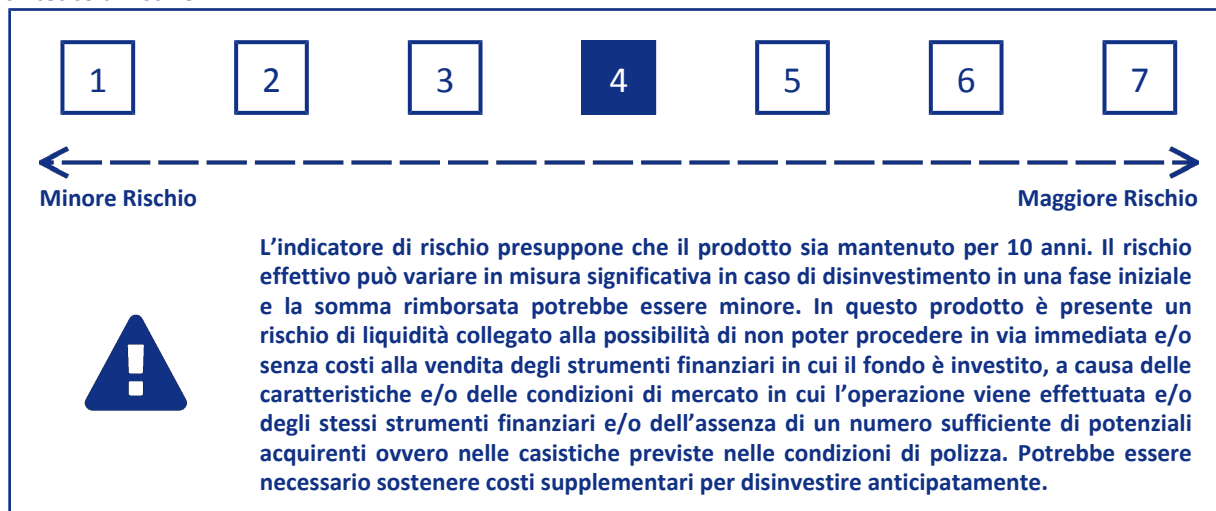 1 2 3 4 5 6 7
Minore Rischio Maggiore Rischio
L’indicatore di rischio presuppone che il prodotto sia mantenuto per 10 anni. Il rischio
effettivo può variare in misura significativa in caso di disinvestimento in una fase iniziale
e la somma rimborsata potrebbe essere minore. In questo prodotto è presente un
rischio di liquidità collegato alla possibilità di non poter procedere in via immediata e/o
senza costi alla vendita degli strumenti finanziari in cui il fondo è investito, a causa delle
caratteristiche e/o delle condizioni di mercato in cui l’operazione viene effettuata e/o
degli stessi strumenti finanziari e/o dell’assenza di un numero sufficiente di potenziali
acquirenti ovvero nelle casistiche previste nelle condizioni di polizza. Potrebbe essere
necessario sostenere costi supplementari per disinvestire anticipatamente.